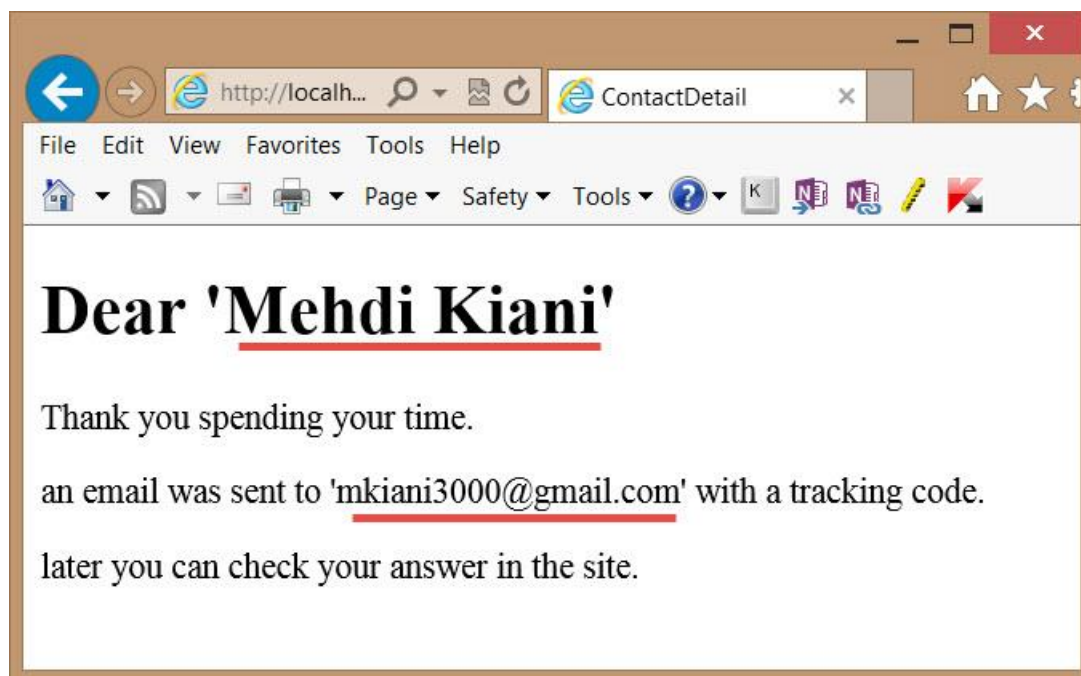 http://localh...
ContactDetail
File Edit View Favorites Tools Help
Page Safety Tools ? K N N
Dear 'Mehdi Kiani'
Thank you spending your time.
an email was sent to 'mkiani3000@gmail.com' with a tracking code.
later you can check your answer in the site.